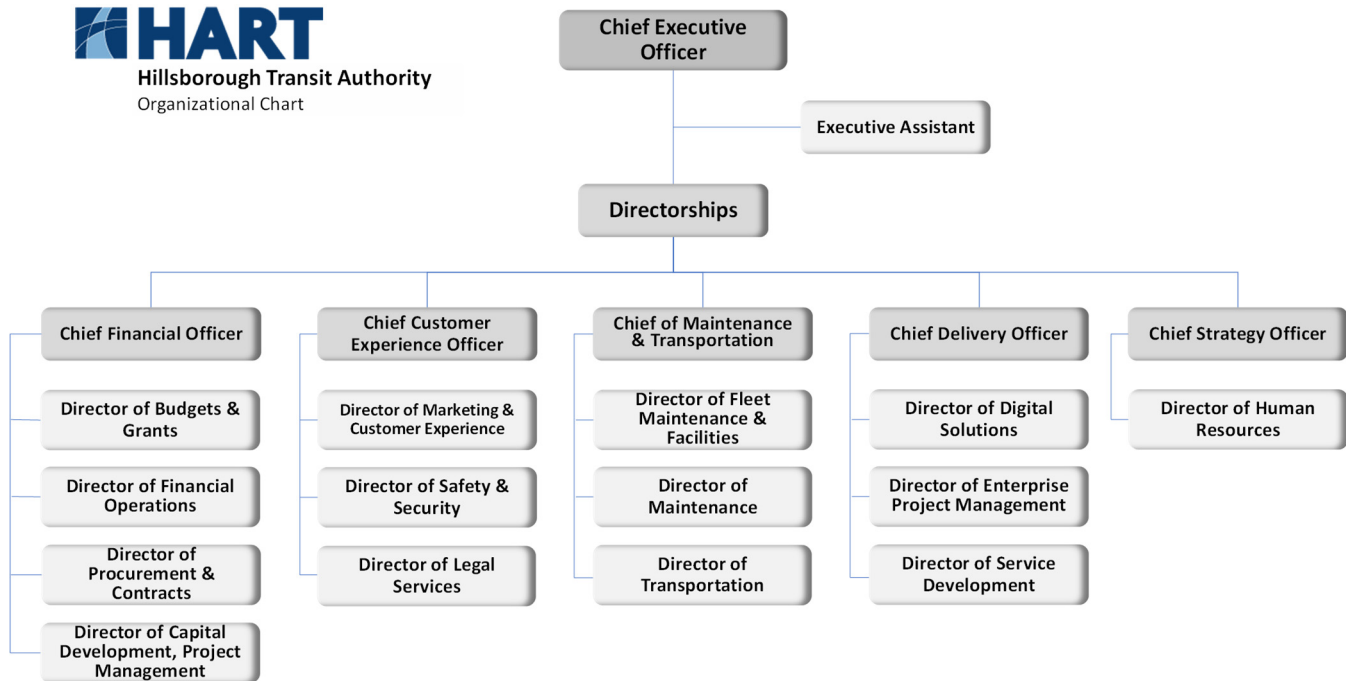 HART
Hillsborough Transit Authority
Organizational Chart
Chief Executive
Officer
Executive Assistant
Directorships
Chief Financial Officer
Director of Budgets &
Grants
Director of Financial
Operations
Director of
Procurement &
Contracts
Director of Capital
Development, Project
Management
Chief Customer
Experience Officer
Director of Marketing &
Customer Experience
Director of Safety &
Security
Director of Legal
Services
Chief of Maintenance
& Transportation
Director of Fleet
Maintenance &
Facilities
Director of
Maintenance
Director of
Transportation
Chief Delivery Officer
Director of Digital
Solutions
Director of Enterprise
Project Management
Director of Service
Development
Chief Strategy Officer
Director of Human
Resources